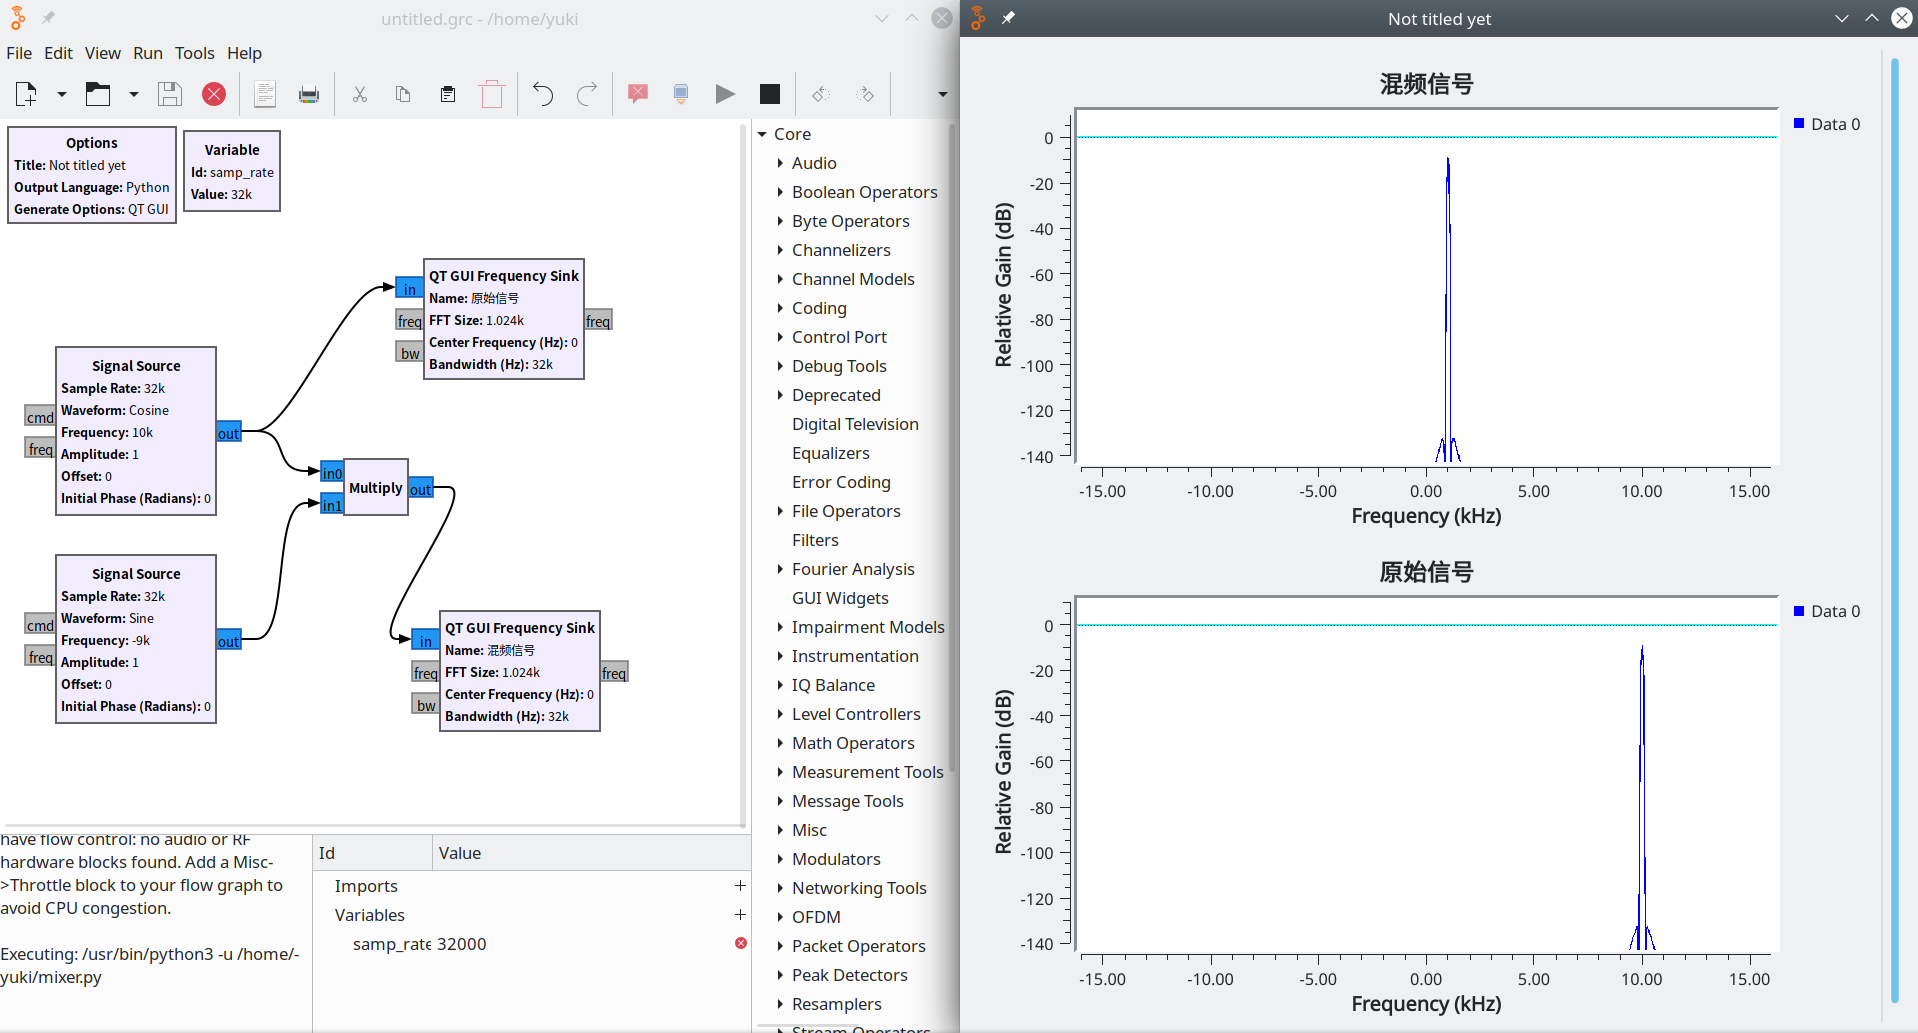 untitled.grc - /home/yuki
File Edit View Run Tools Help
Options
Title: Not titled yet
Output Language: Python
Generate Options: QT GUI
Variable
Id: samp_rate
Value: 32k
QT GUI Frequency Sink
Name: 原始信号
FFT Size: 1.024k
Center Frequency (Hz): 0
Bandwidth (Hz): 32k
in
freq
bw
freq
Signal Source
Sample Rate: 32k
Waveform: Cosine
Frequency: 10k
Amplitude: 1
Offset: 0
Initial Phase (Radians): 0
cmd
freq
out
in0
in1
Multiply
out
Signal Source
Sample Rate: 32k
Waveform: Sine
Frequency: -9k
Amplitude: 1
Offset: 0
Initial Phase (Radians): 0
cmd
freq
out
QT GUI Frequency Sink
Name: 混频信号
FFT Size: 1.024k
Center Frequency (Hz): 0
Bandwidth (Hz): 32k
in
freq
bw
freq
have flow control: no audio or RF
hardware blocks found. Add a Misc-
>Throttle block to your flow graph to
avoid CPU congestion.
Executing: /usr/bin/python3 -u /home/-
yuki/mixer.py
Id Value
Imports
Variables
samp_rate 32000
Core
Audio
Boolean Operators
Byte Operators
Channelizers
Channel Models
Coding
Control Port
Debug Tools
Deprecated
Digital Television
Equalizers
Error Coding
File Operators
Filters
Fourier Analysis
GUI Widgets
Impairment Models
Instrumentation
IQ Balance
Level Controllers
Math Operators
Measurement Tools
Message Tools
Misc
Modulators
Networking Tools
OFDM
Packet Operators
Peak Detectors
Resamplers
Stream Operators
Not titled yet
混频信号
Data 0
Relative Gain (dB)
0
-20
-40
-60
-80
-100
-120
-140
-15.00 -10.00 -5.00 0.00 5.00 10.00 15.00
Frequency (kHz)
原始信号
Data 0
Relative Gain (dB)
0
-20
-40
-60
-80
-100
-120
-140
-15.00 -10.00 -5.00 0.00 5.00 10.00 15.00
Frequency (kHz)